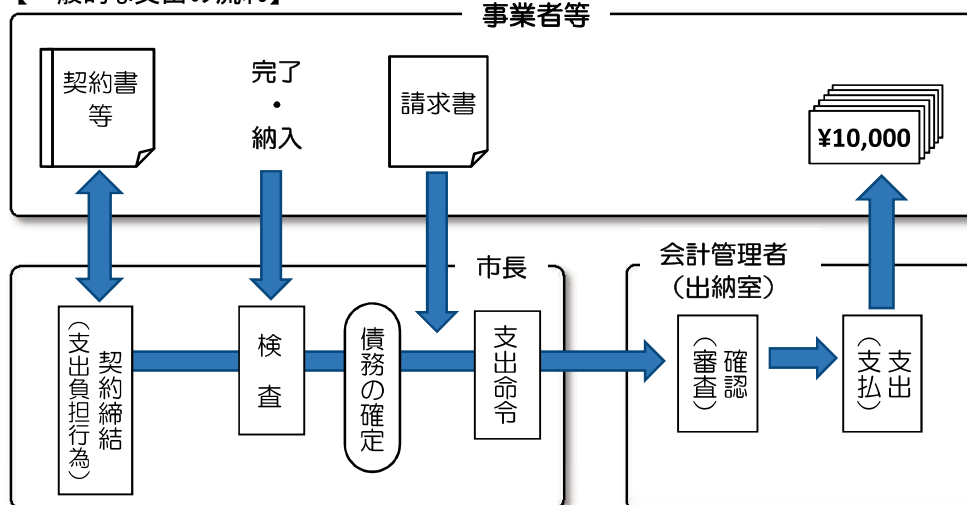 事業者等
契約書
等
完了
・
納入
請求書
¥10,000
市長
会計管理者
（出納室）
契約締結
（支出負担行為）
検査
債務の確定
支出命令
確認
（審査）
支出
（支払）